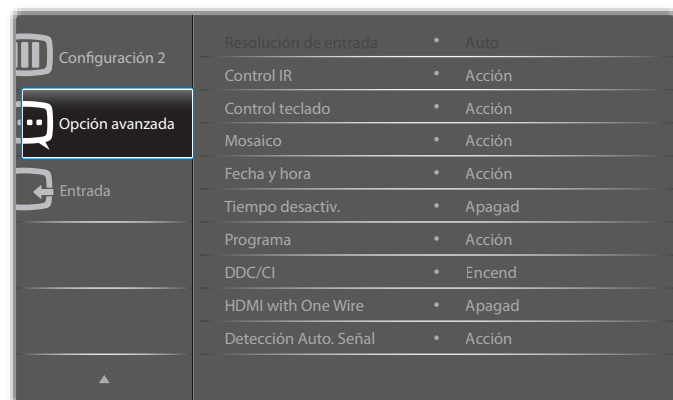 Configuración 2
Opción avanzada
Entrada
Resolución de entrada • Auto
Control IR • Acción
Control teclado • Acción
Mosaico • Acción
Fecha y hora • Acción
Tiempo desactiv. • Apagad
Programa • Acción
DDC/CI • Encend
HDMI with One Wire • Apagad
Detección Auto. Señal • Acción